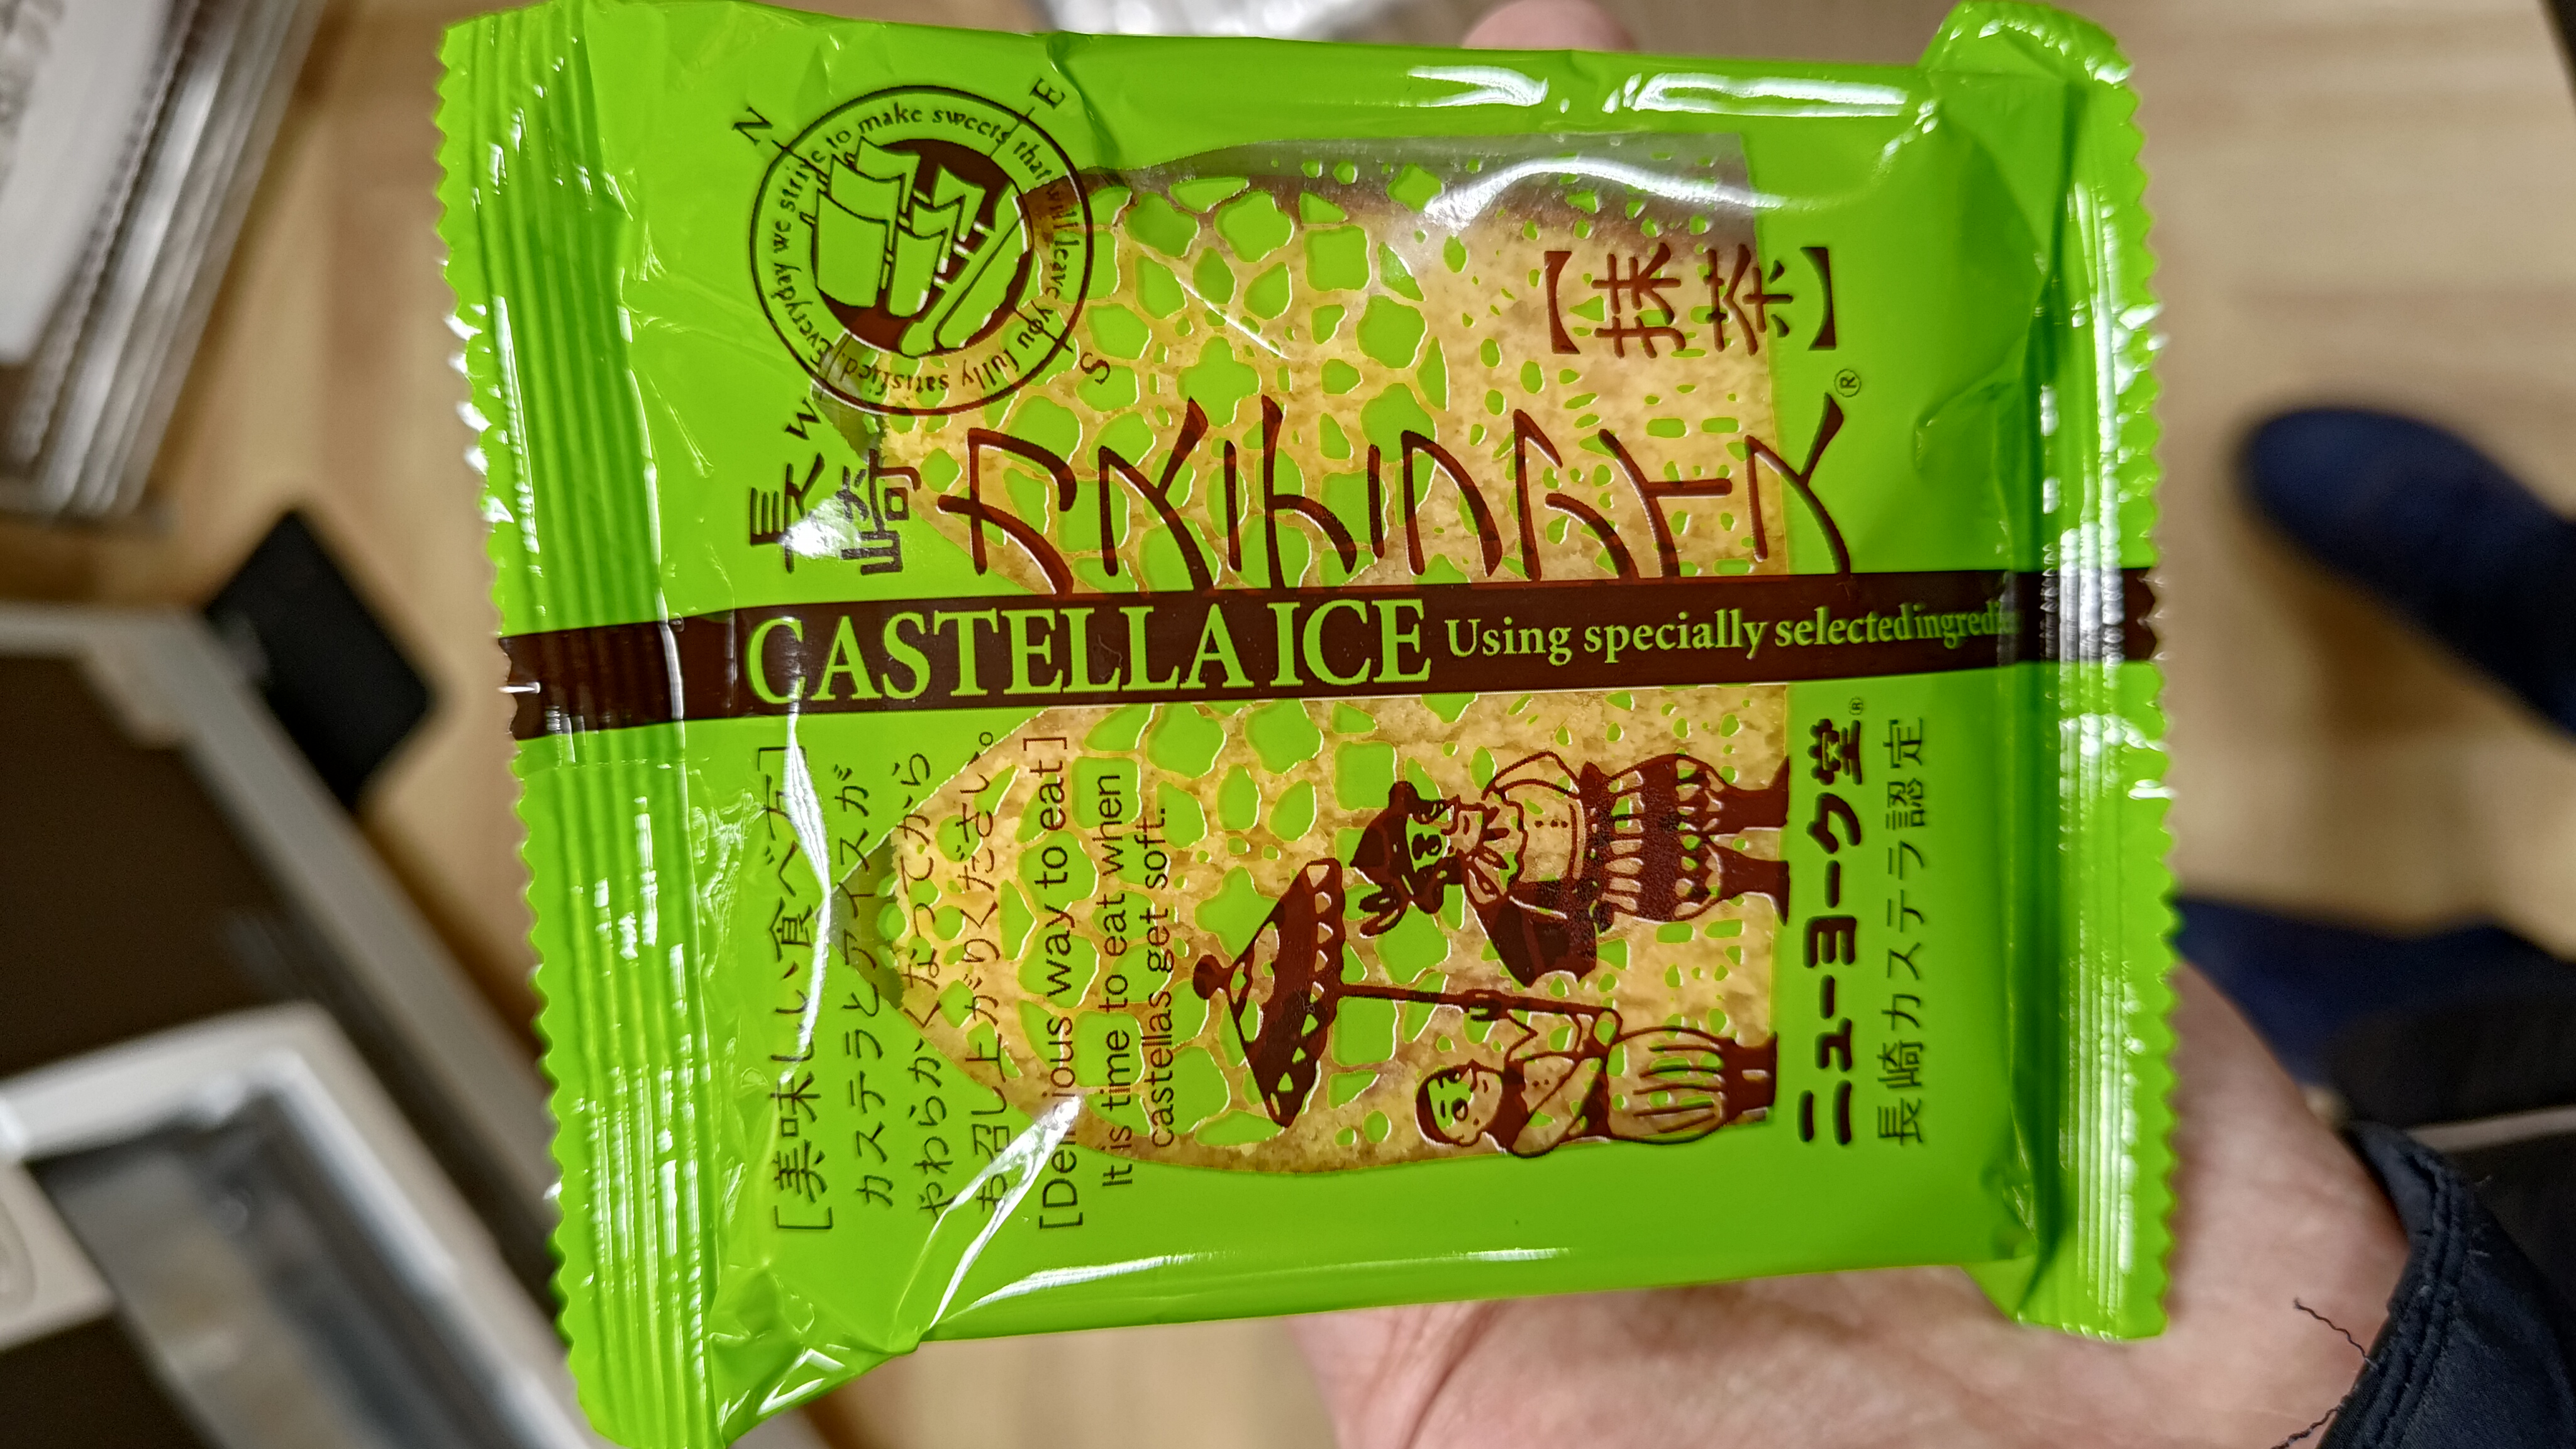 N
E
W
S
Everyday we strive to make sweets that will leave you fully satisfied.
長崎
カステラアイス®
【抹茶】
CASTELLA ICE Using specially selected
[美味しい食べ方]
カステラとアイスが
やわらかくなってから
お召し上がりください。
[Delicious way to eat]
It is time to eat when
castellas get soft.
ニューヨーク堂®
長崎カステラ認定